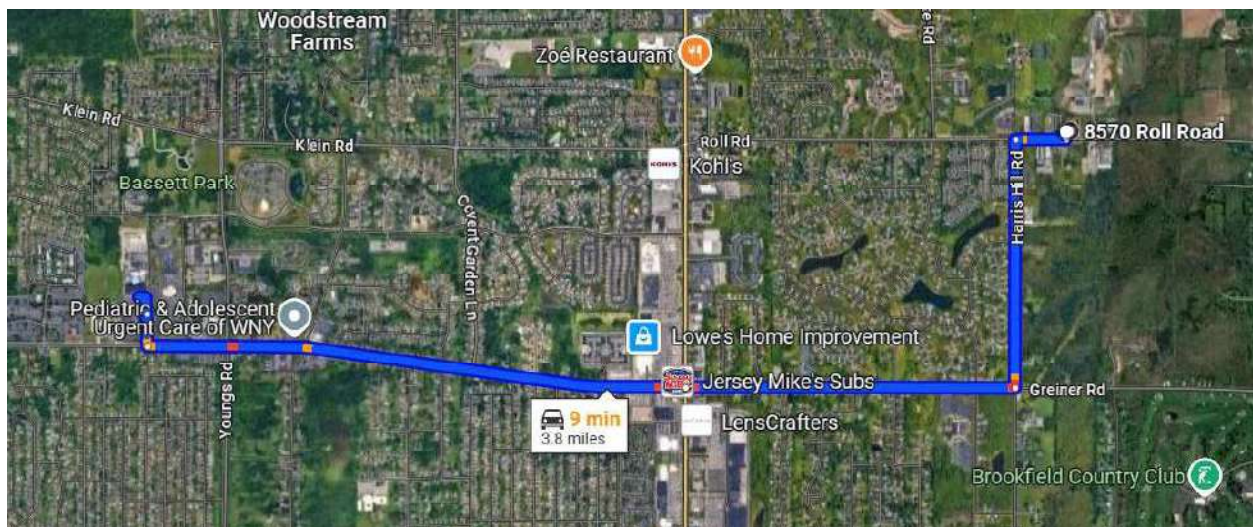 Woodstream
Farms
Zoé Restaurant
e Rd
Klein Rd
Klein Rd
Roll Rd
8570 Roll Road
KOHL'S
Kohl's
Bassett Park
Harris Hill Rd
Covent Garden Ln
Pediatric & Adolescent
Urgent Care of WNY
Lowe's Home Improvement
Youngs Rd
Jersey Mike's Subs
Greiner Rd
9 min
3.8 miles
LensCrafters
Brookfield Country Club